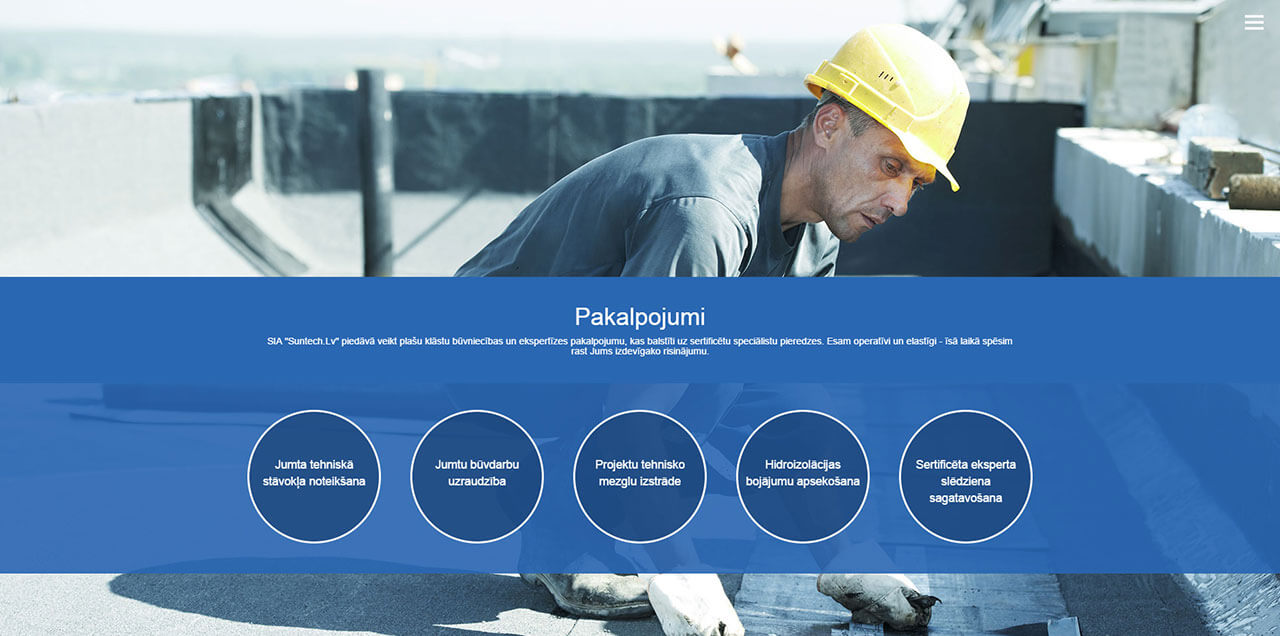 Pakalpojumi
SIA "Suntech.Lv" piedāvā veikt plašu klāstu būvniecības un ekspertīzes pakalpojumu, kas balstīti uz sertificētu speciālistu pieredzes. Esam operatīvi un elastīgi - īsā laikā spēsim
rast Jums izdevīgako risinājumu.
Jumta tehniskā
stāvokļa noteikšana
Jumtu būvdarbu
uzraudzība
Projektu tehnisko
mezglu izstrāde
Hidroizolācijas
bojājumu apsekošana
Sertificēta eksperta
slēdziena
sagatavošana